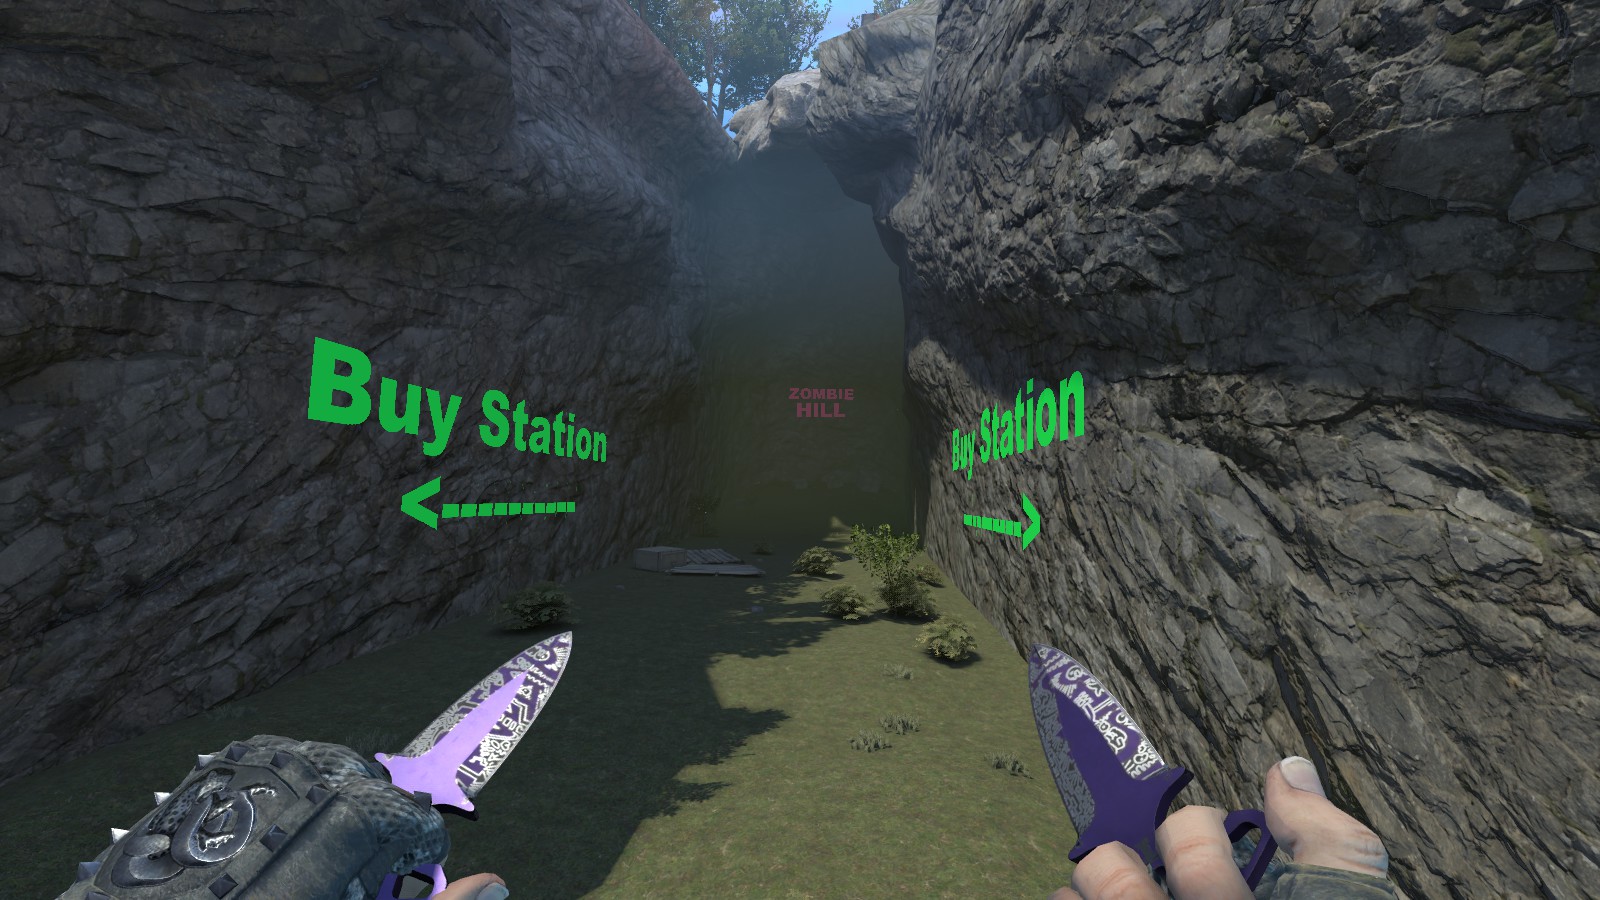 Buy Station
<---------
ZOMBIE
HILL
Buy Station
------>